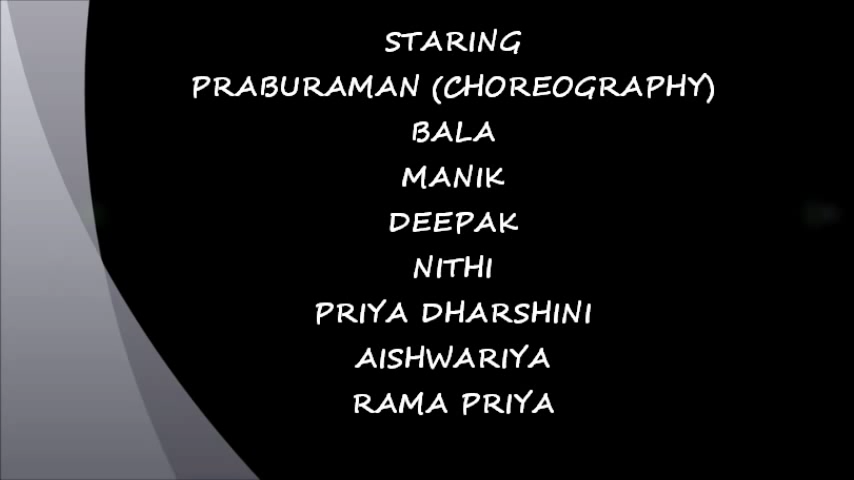 STARING
PRABURAMAN (CHOREOGRAPHY)
BALA
MANIK
DEEPAK
NITHI
PRIYA DHARSHINI
AISHWARIYA
RAMA PRIYA